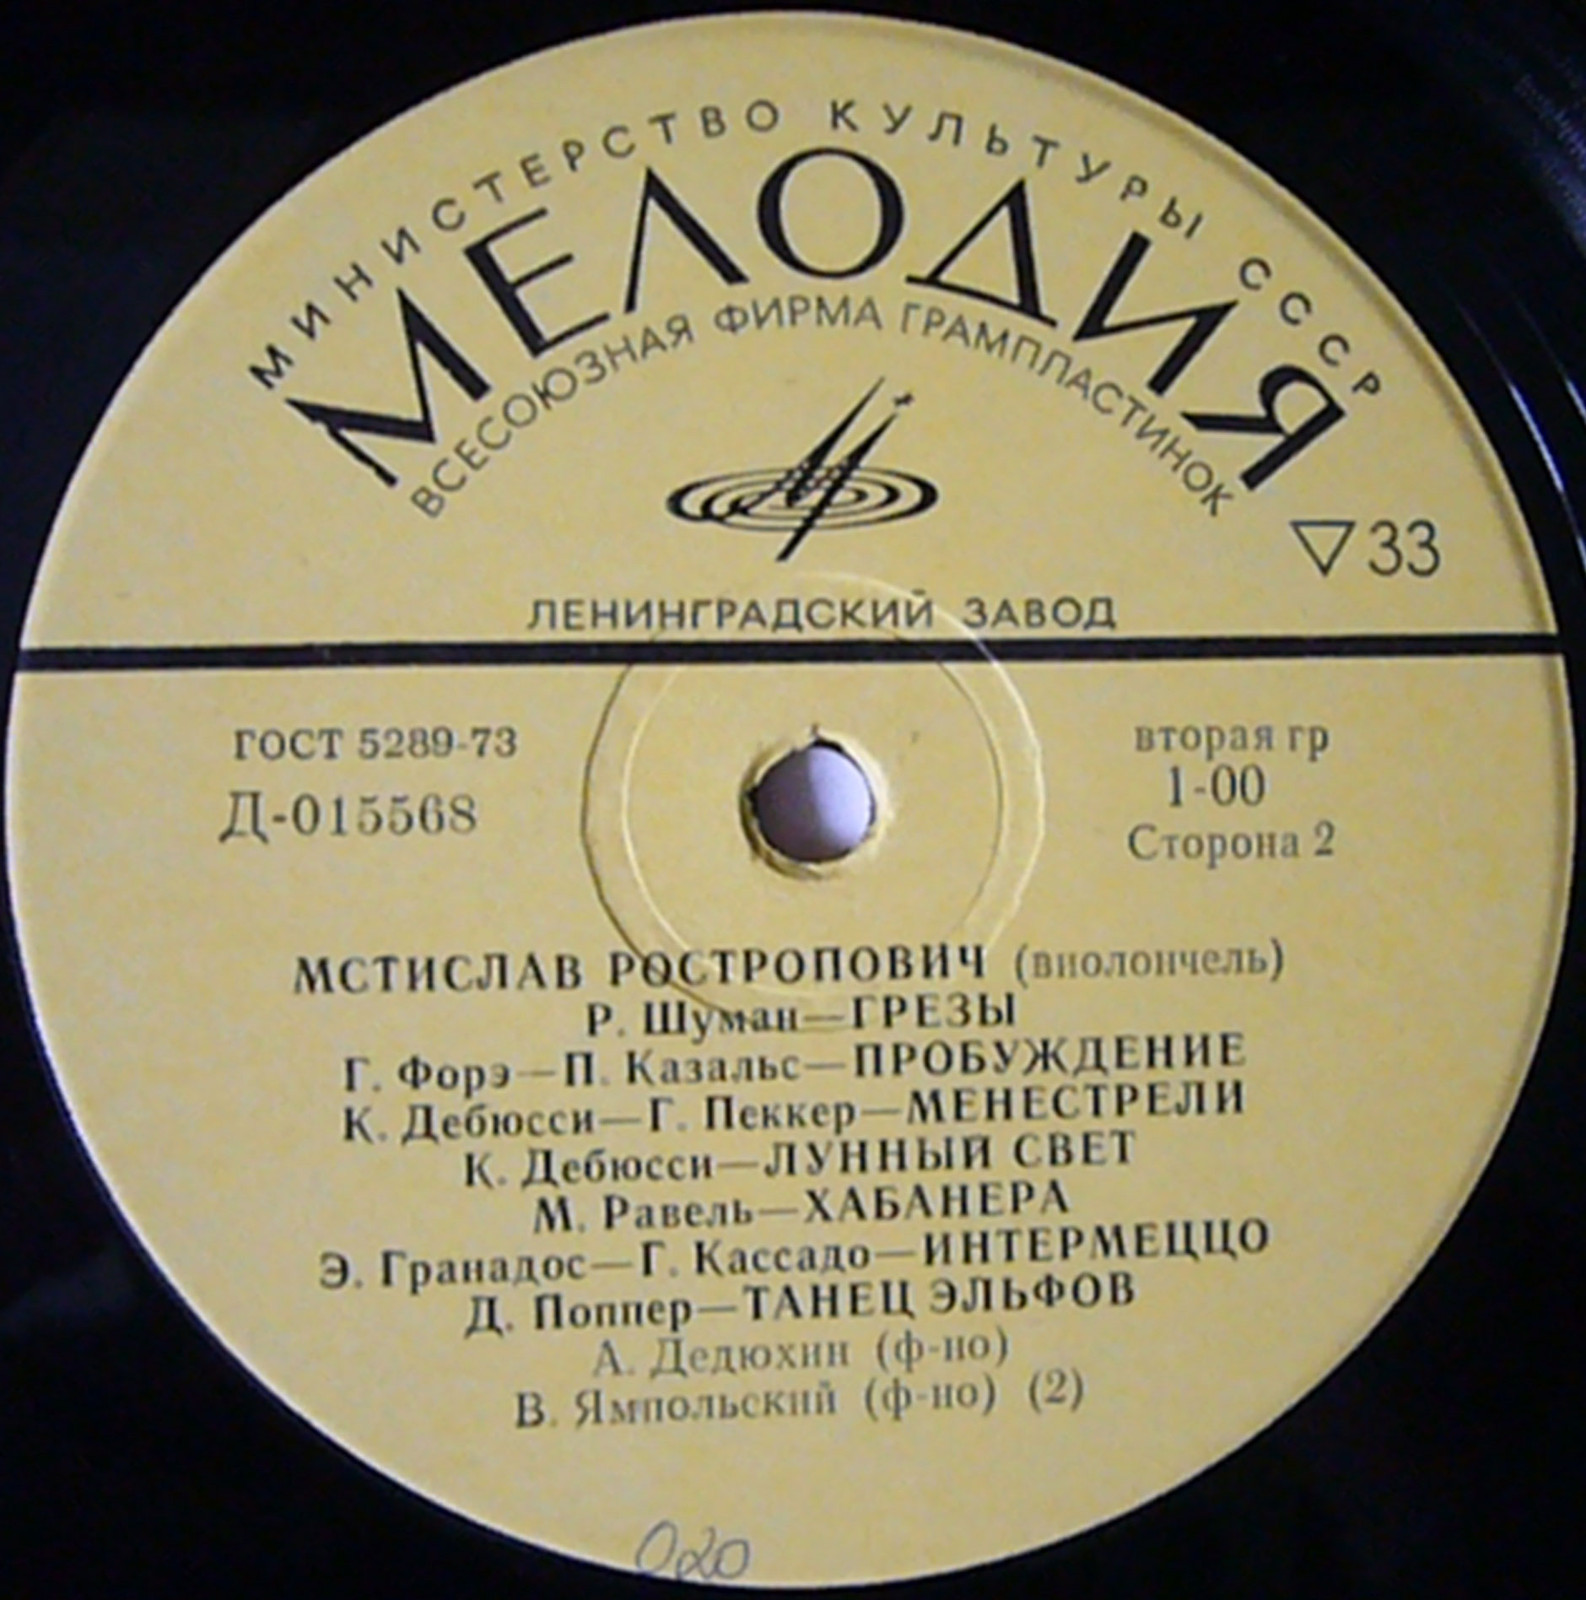 МИНИСТЕРСТВО КУЛЬТУРЫ СССР
МЕЛОДИЯ
ВСЕСОЮЗНАЯ ФИРМА ГРАМПЛАСТИНОК
33
ЛЕНИНГРАДСКИЙ ЗАВОД
ГОСТ 5289-73
Д-015568
вторая гр
1-00
Сторона 2
МСТИСЛАВ РОСТРОПОВИЧ (виолончель)
Р. Шуман—ГРЕЗЫ
Г. Форэ—П. Казальс—ПРОБУЖДЕНИЕ
К. Дебюсси—Г. Пеккер—МЕНЕСТРЕЛИ
К. Дебюсси—ЛУННЫЙ СВЕТ
М. Равель—ХАБАНЕРА
Э. Гранадос—Г. Кассадо—ИНТЕРМЕЦЦО
Д. Поппер—ТАНЕЦ ЭЛЬФОВ
А. Дедюхин (ф-но)
В. Ямпольский (ф-но) (2)
020